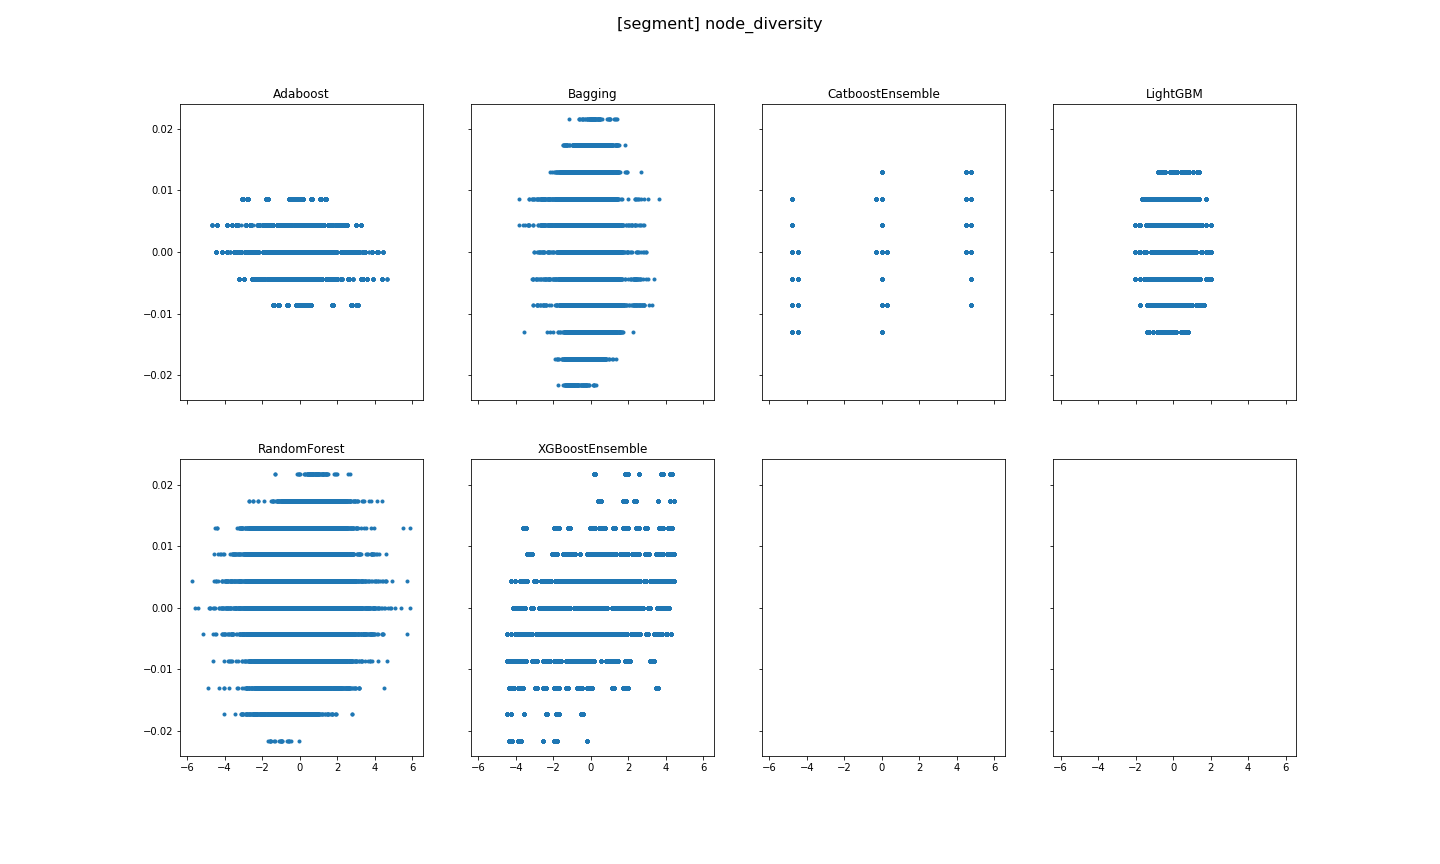 [segment] node_diversity
Adaboost
Bagging
CatboostEnsemble
LightGBM
0.02
0.01
0.00
−0.01
−0.02
RandomForest
XGBoostEnsemble
0.02
0.01
0.00
−0.01
−0.02
−6 −4 −2 0 2 4 6
−6 −4 −2 0 2 4 6
−6 −4 −2 0 2 4 6
−6 −4 −2 0 2 4 6